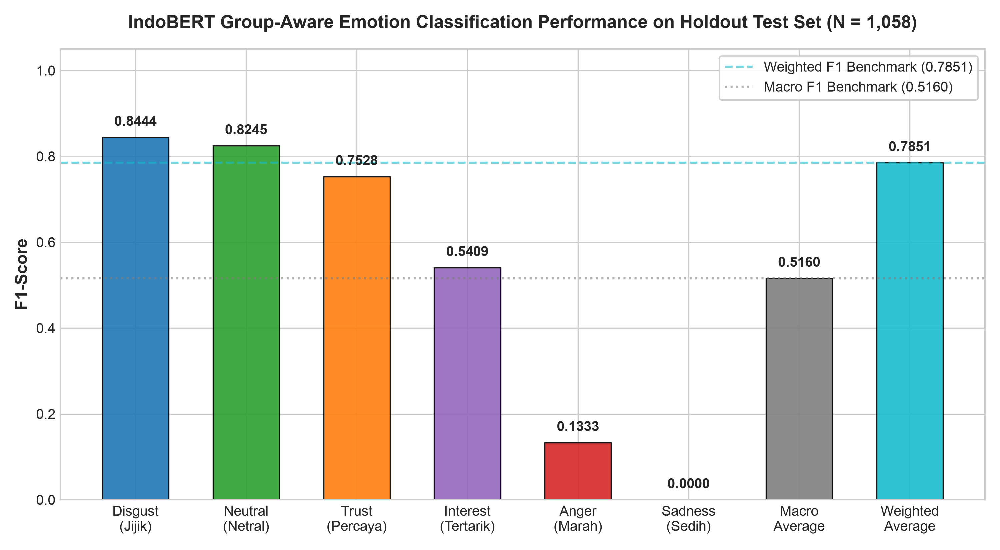 IndoBERT Group-Aware Emotion Classification Performance on Holdout Test Set (N = 1,058)
Weighted F1 Benchmark (0.7851)
Macro F1 Benchmark (0.5160)
F1-Score
1.0
0.8
0.6
0.4
0.2
0.0
0.8444
0.8245
0.7528
0.5409
0.1333
0.0000
0.5160
0.7851
Disgust
(Jijik)
Neutral
(Netral)
Trust
(Percaya)
Interest
(Tertarik)
Anger
(Marah)
Sadness
(Sedih)
Macro
Average
Weighted
Average